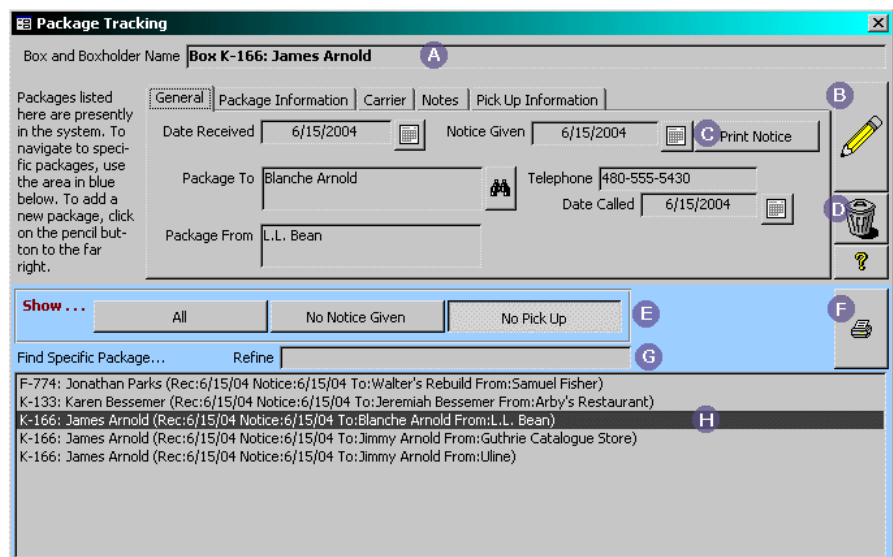 Package Tracking
Box and Boxholder Name Box K-166: James Arnold A
Packages listed
here are presently
in the system. To
navigate to speci-
fic packages, use
the area in blue
below. To add a
new package, click
on the pencil but-
ton to the far
right.
General Package Information Carrier Notes Pick Up Information
B
Date Received 6/15/2004 Notice Given 6/15/2004 C Print Notice
Package To Blanche Arnold Telephone 480-555-5430
Date Called 6/15/2004
D
Package From L.L. Bean
?
Show ... All No Notice Given No Pick Up E
F
Find Specific Package... Refine G
F-774: Jonathan Parks (Rec:6/15/04 Notice:6/15/04 To:Walter's Rebuild From:Samuel Fisher)
K-133: Karen Bessemer (Rec:6/15/04 Notice:6/15/04 To:Jeremiah Bessemer From:Arby's Restaurant)
K-166: James Arnold (Rec:6/15/04 Notice:6/15/04 To:Blanche Arnold From:L.L. Bean) H
K-166: James Arnold (Rec:6/15/04 Notice:6/15/04 To:Jimmy Arnold From:Guthrie Catalogue Store)
K-166: James Arnold (Rec:6/15/04 Notice:6/15/04 To:Jimmy Arnold From:Uline)